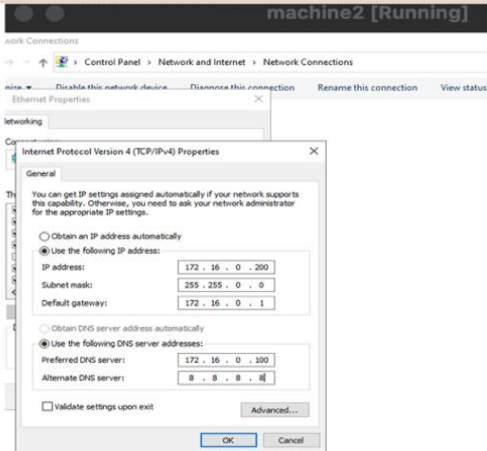 machine2 [Running]
work Connections
Control Panel > Network and Internet > Network Connections
Disable this network device Diagnose this connection Rename this connection View status
Ethernet Properties
Networking
Internet Protocol Version 4 (TCP/IPv4) Properties
General
You can get IP settings assigned automatically if your network supports
this capability. Otherwise, you need to ask your network administrator
for the appropriate IP settings.
Obtain an IP address automatically
Use the following IP address:
IP address: 172 . 16 . 0 . 200
Subnet mask: 255 . 255 . 0 . 0
Default gateway: 172 . 16 . 0 . 1
Obtain DNS server address automatically
Use the following DNS server addresses:
Preferred DNS server: 172 . 16 . 0 . 100
Alternate DNS server: 8 . 8 . 8 . 8
Validate settings upon exit
Advanced...
OK Cancel